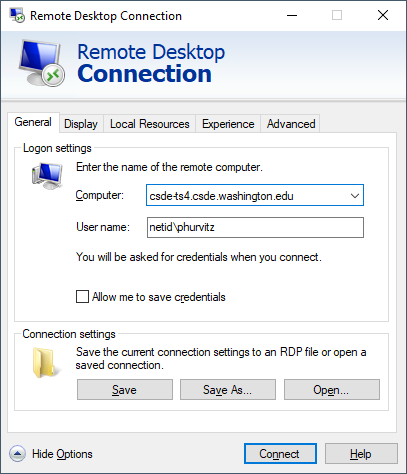 Remote Desktop Connection
Remote Desktop
Connection
General Display Local Resources Experience Advanced
Logon settings
Enter the name of the remote computer.
Computer: csde-ts4.csde.washington.edu
User name: netid\phurvitz
You will be asked for credentials when you connect.
Allow me to save credentials
Connection settings
Save the current connection settings to an RDP file or open a
saved connection.
Save Save As... Open...
Hide Options Connect Help